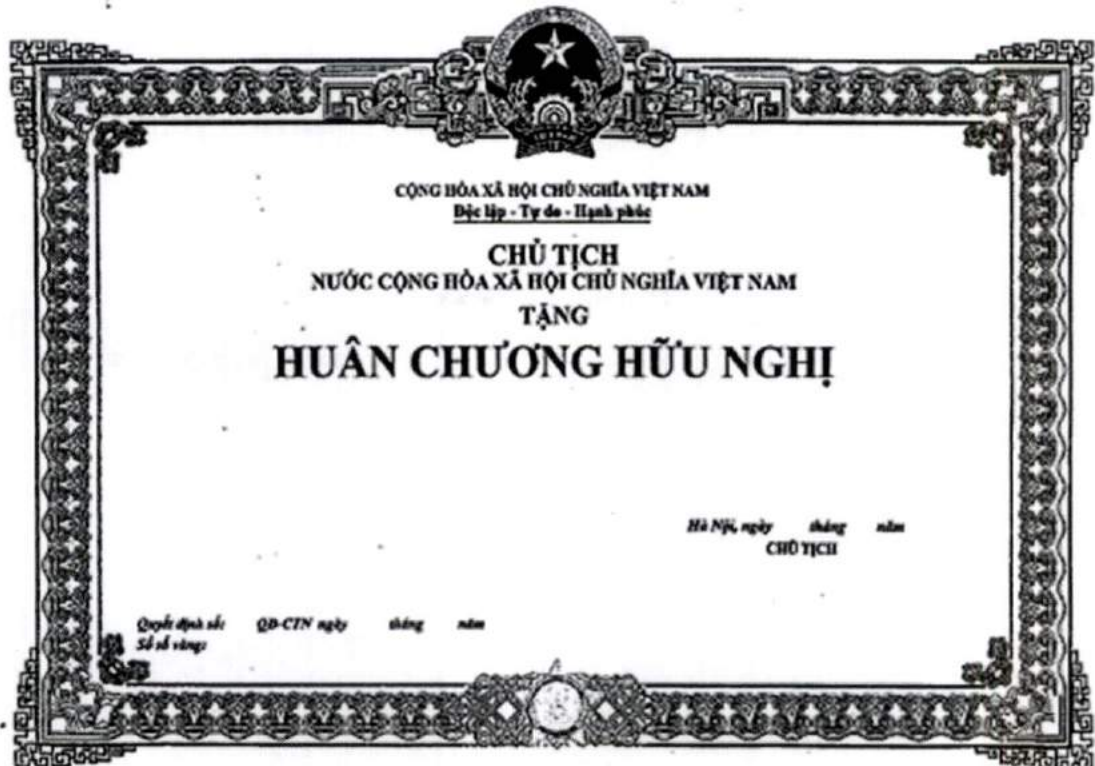 CỘNG HÒA XÃ HỘI CHỦ NGHĨA VIỆT NAM
Độc lập - Tự do - Hạnh phúc
CHỦ TỊCH
NƯỚC CỘNG HÒA XÃ HỘI CHỦ NGHĨA VIỆT NAM
TẶNG
HUÂN CHƯƠNG HỮU NGHỊ
Hà Nội, ngày tháng năm
CHỦ TỊCH
Quyết định số: QĐ-CTN ngày tháng năm
Số sổ vàng: